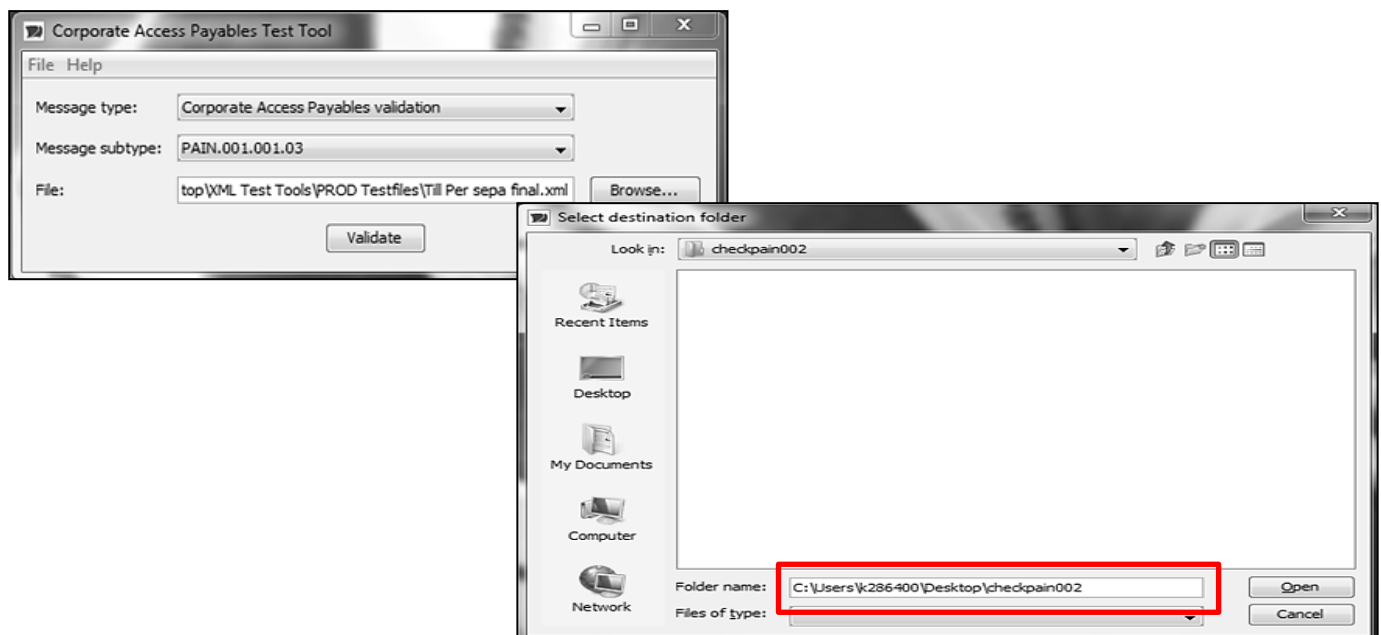 Corporate Access Payables Test Tool
File Help
Message type: Corporate Access Payables validation
Message subtype: PAIN.001.001.03
File: top\XML Test Tools\PROD Testfiles\Till Per sepa final.xml Browse...
Validate
Select destination folder
Look in: checkpain002
Recent Items
Desktop
My Documents
Computer
Network
Folder name: C:\Users\k286400\Desktop\checkpain002 Open
Files of type: Cancel